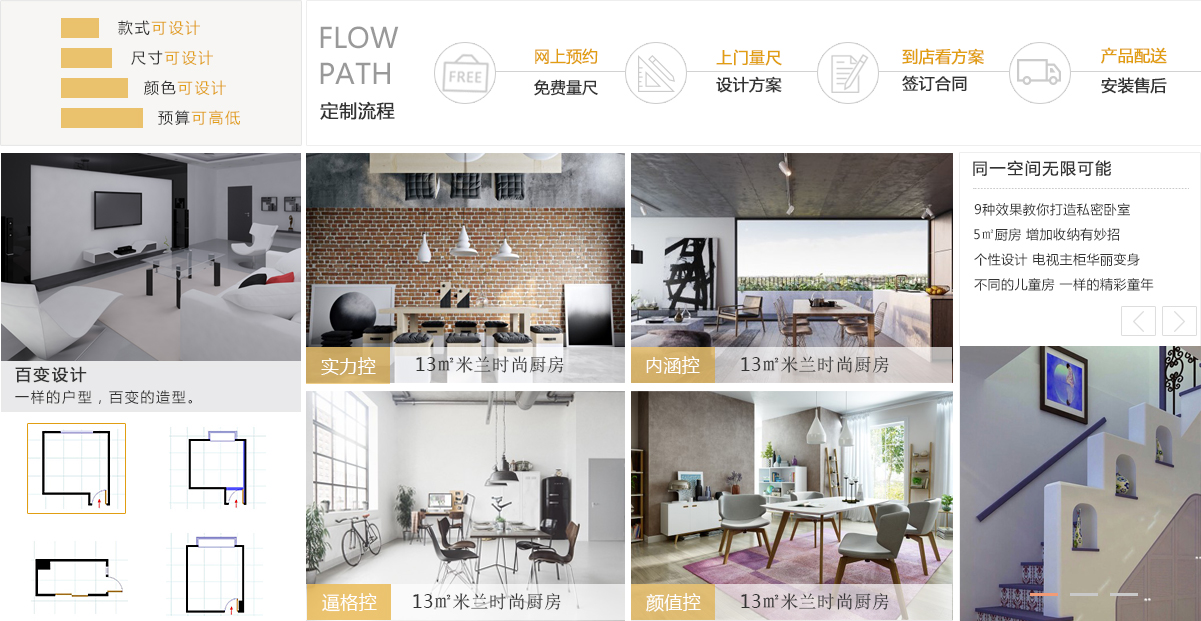 款式可设计
尺寸可设计
颜色可设计
预算可高低
FLOW
PATH
定制流程
FREE
网上预约
免费量尺
上门量尺
设计方案
到店看方案
签订合同
产品配送
安装售后
百变设计
一样的户型，百变的造型。
实力控
13㎡米兰时尚厨房
内涵控
13㎡米兰时尚厨房
逼格控
13㎡米兰时尚厨房
颜值控
13㎡米兰时尚厨房
同一空间无限可能
9种效果教你打造私密卧室
5㎡厨房 增加收纳有妙招
个性设计 电视主柜华丽变身
不同的儿童房 一样的精彩童年